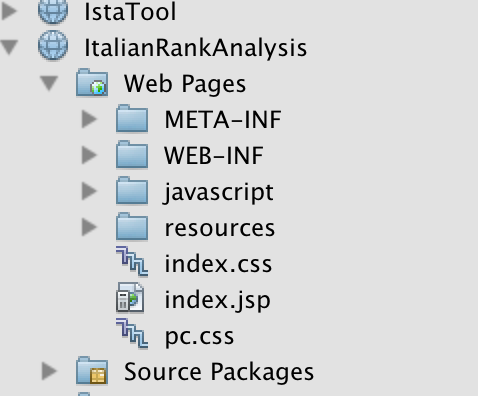 IstaTool
ItalianRankAnalysis
Web Pages
META-INF
WEB-INF
javascript
resources
index.css
index.jsp
pc.css
Source Packages